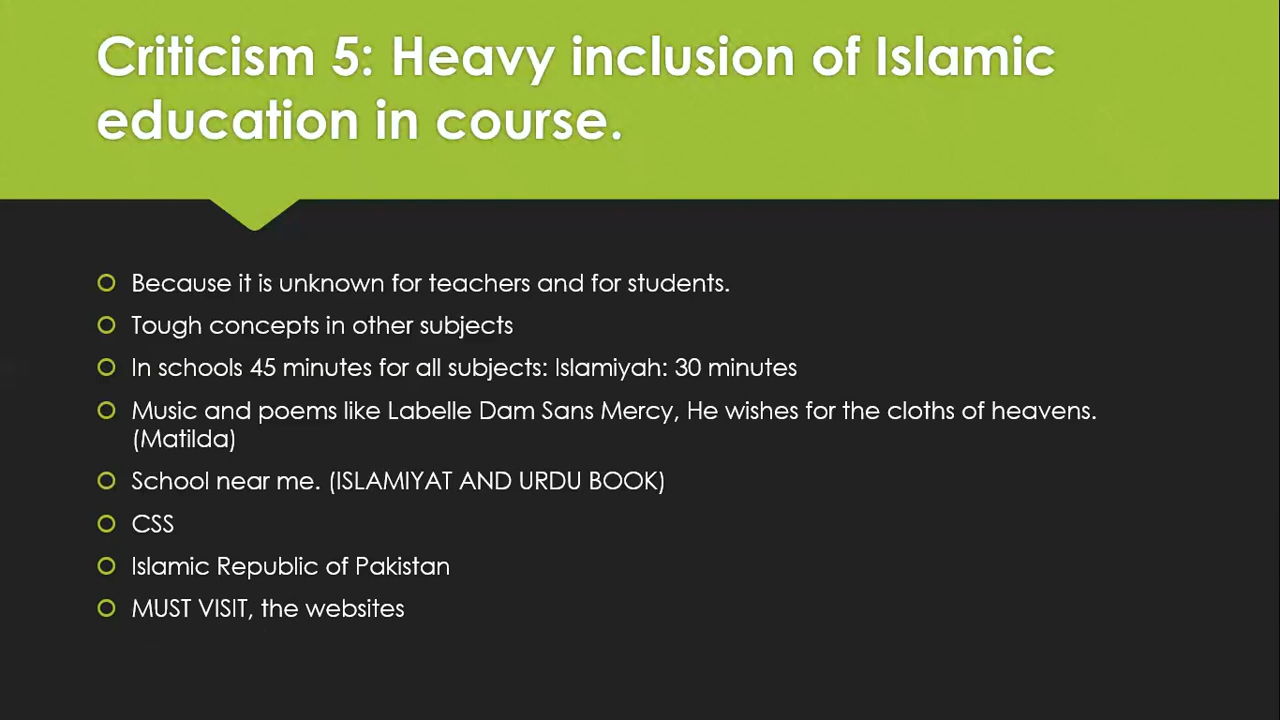 Criticism 5: Heavy inclusion of Islamic
education in course.
Because it is unknown for teachers and for students.
Tough concepts in other subjects
In schools 45 minutes for all subjects: Islamiyah: 30 minutes
Music and poems like Labelle Dam Sans Mercy, He wishes for the cloths of heavens.
(Matilda)
School near me. (ISLAMIYAT AND URDU BOOK)
CSS
Islamic Republic of Pakistan
MUST VISIT, the websites